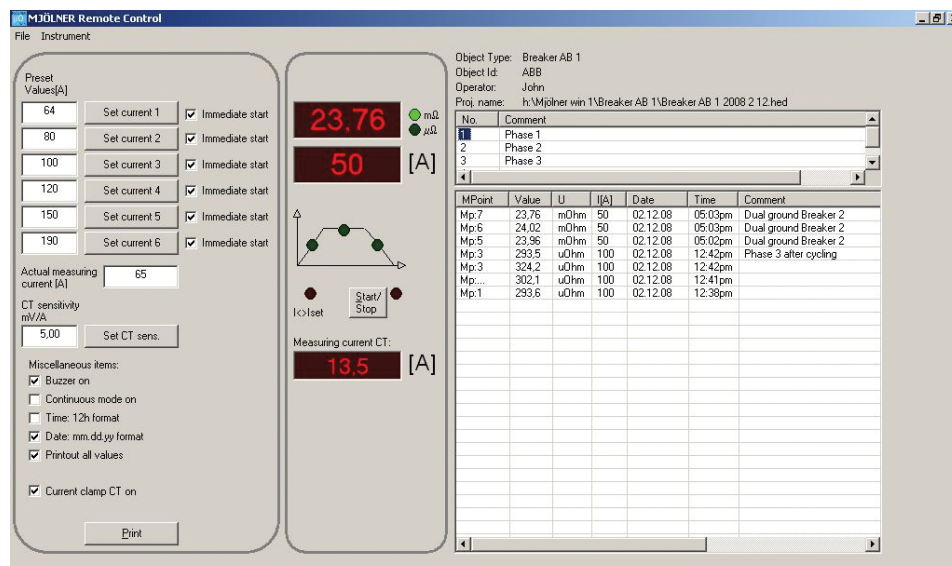 MJÖLNER Remote Control
File Instrument
Preset
Values[A]
64 Set current 1 Immediate start
80 Set current 2 Immediate start
100 Set current 3 Immediate start
120 Set current 4 Immediate start
150 Set current 5 Immediate start
190 Set current 6 Immediate start
Actual measuring
current [A] 65
CT sensitivity
mV/A
5,00 Set CT sens.
Miscellaneous items:
Buzzer on
Continuous mode on
Time: 12h format
Date: mm.dd.yy format
Printout all values
Current clamp CT on
Print
23,76 mΩ
μΩ
50 [A]
I<>Iset Start/
Stop
Measuring current CT:
13,5 [A]
Object Type: Breaker AB 1
Object Id: ABB
Operator: John
Proj. name: h:\Mjölner win 1\Breaker AB 1\Breaker AB 1 2008 2 12.hed
No. Comment
1 Phase 1
2 Phase 2
3 Phase 3
MPoint Value U I[A] Date Time Comment
Mp:7 23,76 mOhm 50 02.12.08 05:03pm Dual ground Breaker 2
Mp:6 24,02 mOhm 50 02.12.08 05:03pm Dual ground Breaker 2
Mp:5 23,96 mOhm 50 02.12.08 05:02pm Dual ground Breaker 2
Mp:3 293,5 uOhm 100 02.12.08 12:42pm Phase 3 after cycling
Mp:3 324,2 uOhm 100 02.12.08 12:42pm
Mp:... 302,1 uOhm 100 02.12.08 12:41pm
Mp:1 293,6 uOhm 100 02.12.08 12:38pm